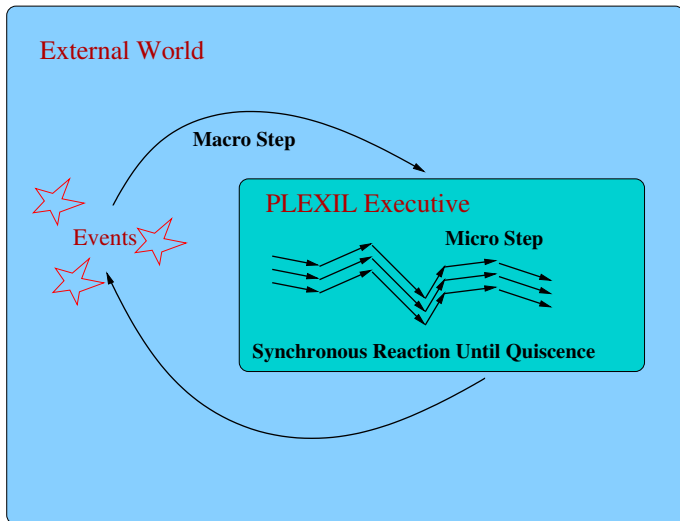 External World
Macro Step
PLEXIL Executive
Events
Micro Step
Synchronous Reaction Until Quiscence